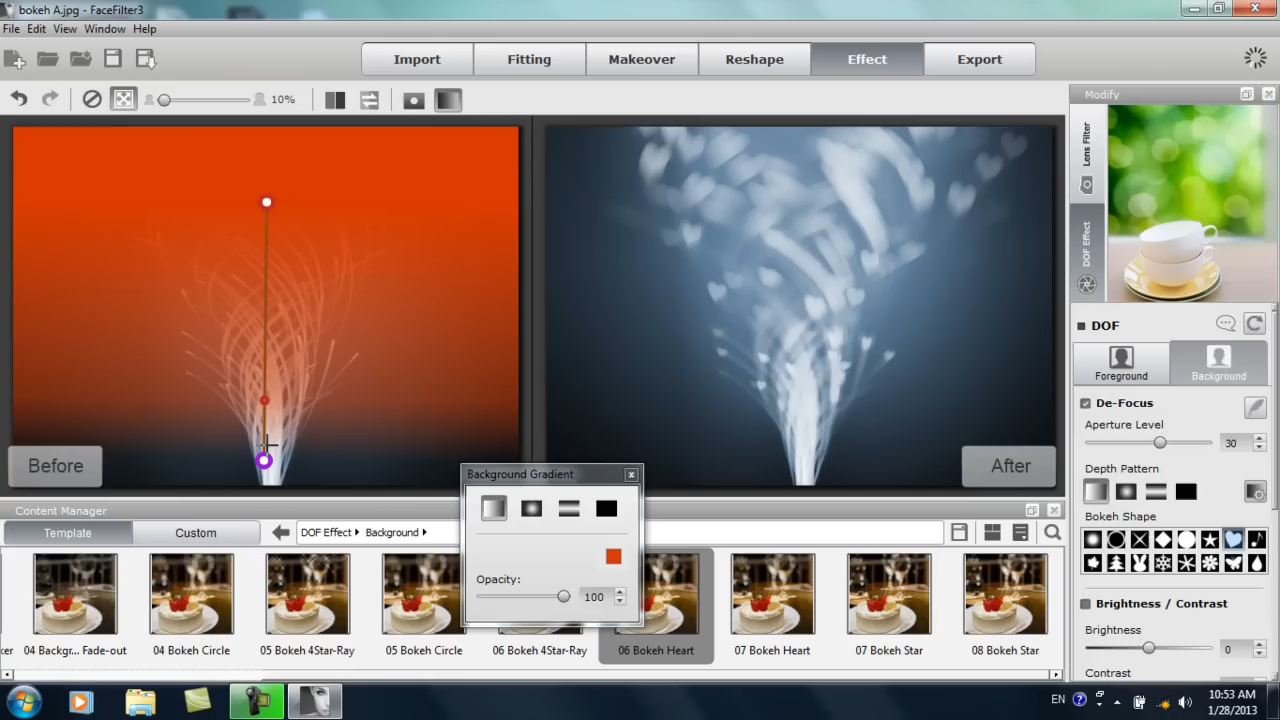 bokeh A.jpg - FaceFilter3
File Edit View Window Help
Import Fitting Makeover Reshape Effect Export
10%
Modify
Lens Filter
DOF Effect
DOF
Foreground Background
De-Focus
Aperture Level
30
Depth Pattern
Bokeh Shape
Brightness / Contrast
Brightness
0
Contrast
Before
After
Background Gradient
Opacity:
100
Content Manager
Template Custom DOF Effect Background
04 Backgr... Fade-out 04 Bokeh Circle 05 Bokeh 4Star-Ray 05 Bokeh Circle 06 Bokeh 4Star-Ray 06 Bokeh Heart 07 Bokeh Heart 07 Bokeh Star 08 Bokeh Star
EN
10:53 AM
1/28/2013